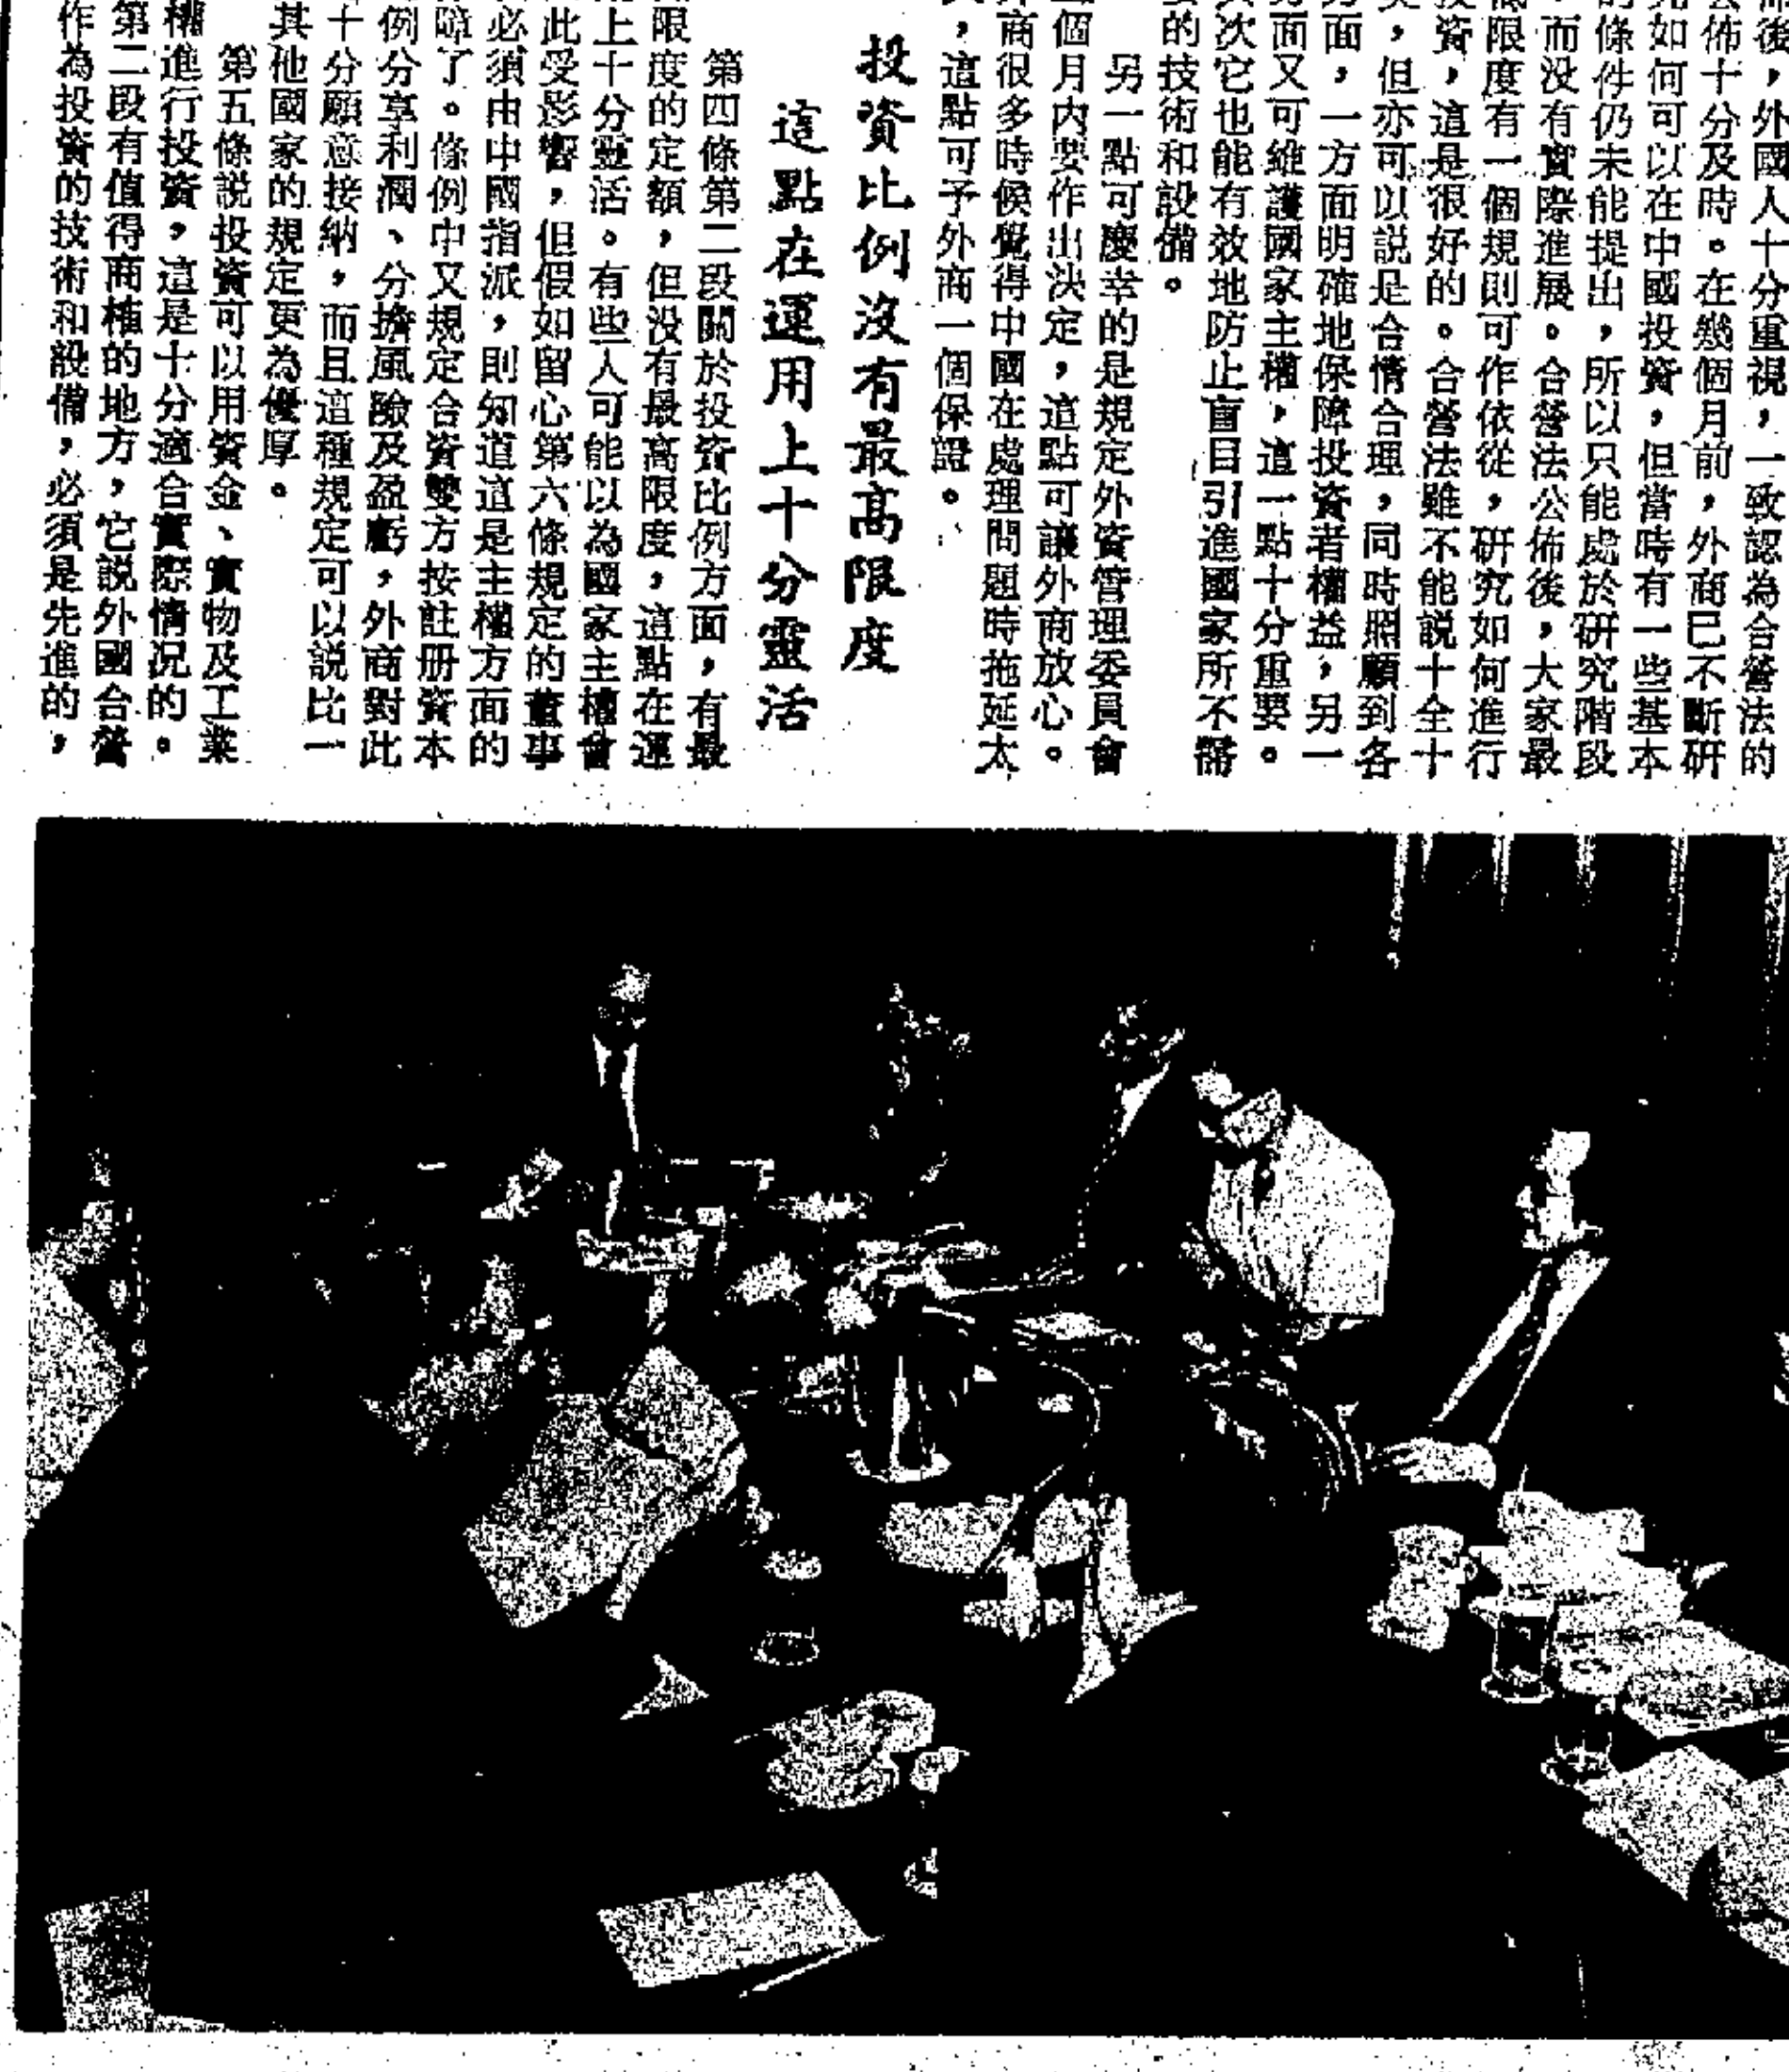 佈後，外國人十分重視，一致認為合營法的
公佈十分及時。在幾個月前，外商已不斷研
究如何可以在中國投資，但當時有一些基本
的條件仍未能提出，所以只能處於研究階段
，而没有實際進展。合營法公佈後，大家最
低限度有一個規則可作依從，研究如何進行
投資，這是很好的。合營法雖不能說十全十
美，但亦可以說是合情合理，同時照顧到各
方面，一方面明確地保障投資者權益，另一
方面又可維護國家主權，這一點十分重要。
其次它也能有效地防止盲目引進國家所不需
要的技術和設備。
另一點可慶幸的是規定外資管理委員會
個月內要作出決定，這點可讓外商放心。
外商很多時候覺得中國在處理問題時拖延太
，這點可予外商一個保證。
投資比例沒有最高限度
這點在運用上十分靈活
第四條第二段關於投資比例方面，有最
限度的定額，但没有最高限度，這點在運
用上十分靈活。有些人可能以為國家主權會
此受影響，但假如留心第六條規定的董事
必須由中國指派，則知道這是主權方面的
障了。條例中又規定合資雙方按註册資本
例分享利潤、分擔風險及盈虧，外商對此
十分願意接納，而且這種規定可以說比一
其他國家的規定更為優厚。
第五條說投資可以用資金、實物及工業
權進行投資，這是十分適合實際情況的。
第二段有值得商榷的地方，它說外國合營
作為投資的技術和設備，必須是先進的，